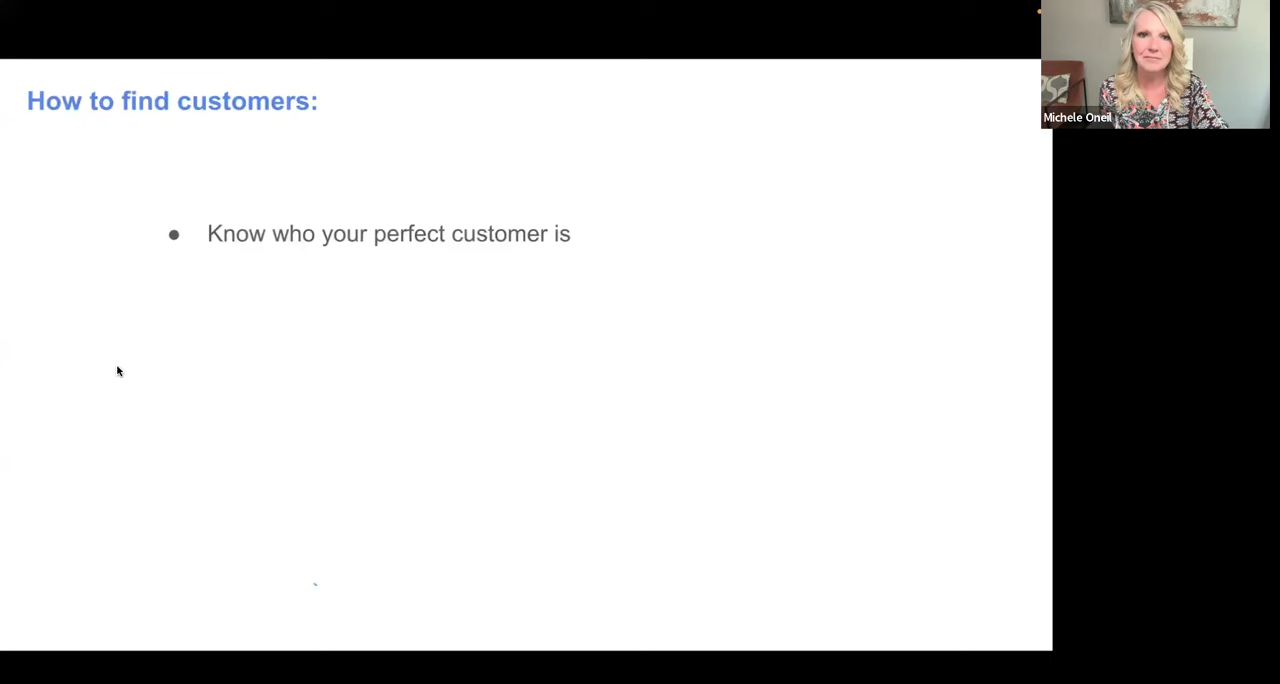 How to find customers:
● Know who your perfect customer is
Michele Oneil